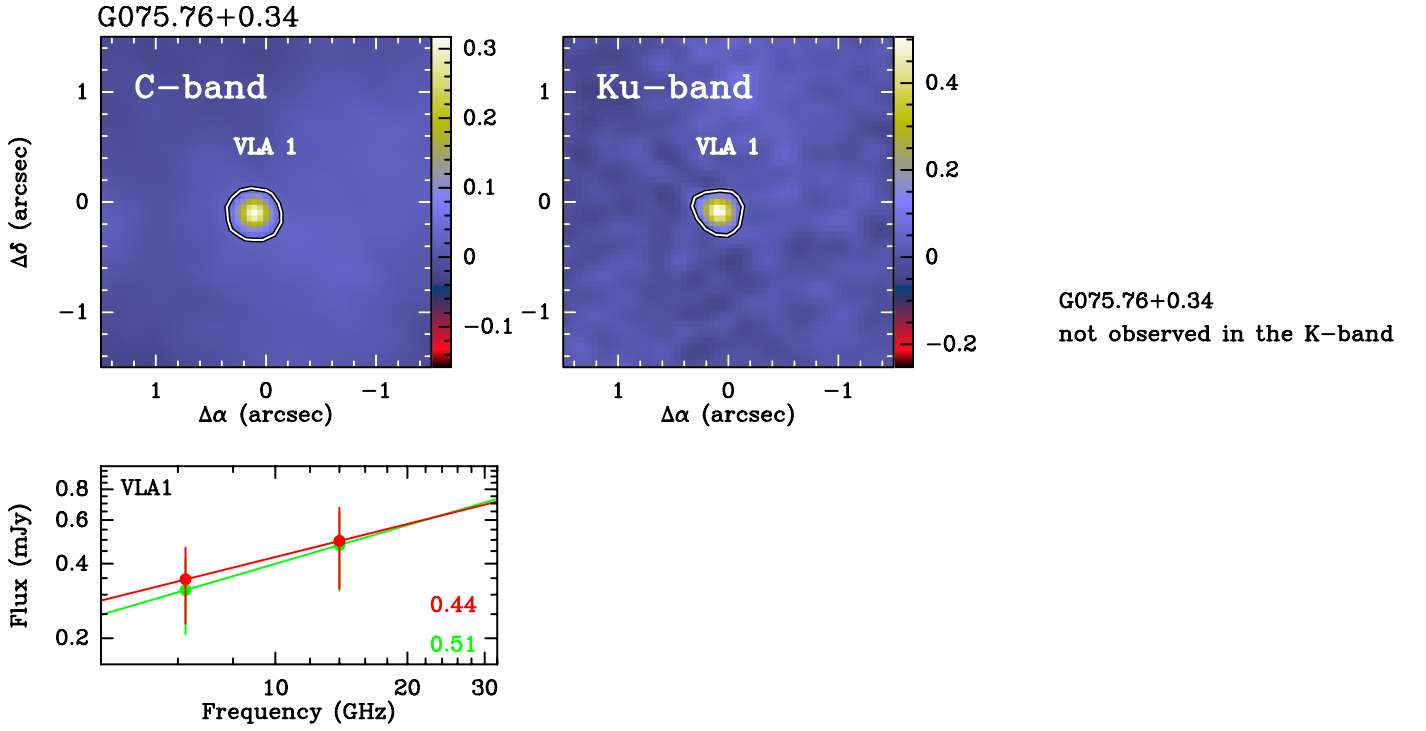 G075.76+0.34
C-band
VLA 1
1
0
-1
Δδ (arcsec)
1
0
-1
Δα (arcsec)
0.3
0.2
0.1
0
-0.1
Ku-band
VLA 1
1
0
-1
1
0
-1
Δα (arcsec)
0.4
0.2
0
-0.2
G075.76+0.34
not observed in the K-band
VLA1
0.8
0.6
0.4
0.2
Flux (mJy)
0.44
0.51
10
20
30
Frequency (GHz)